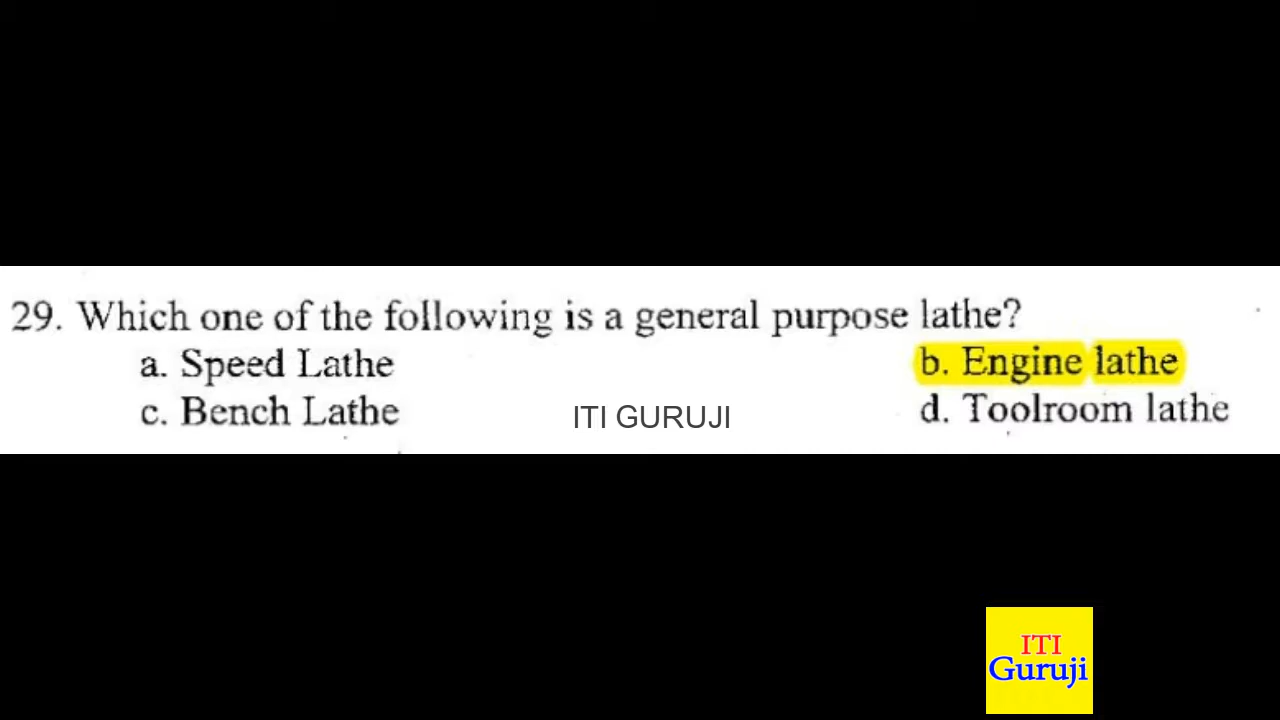 29. Which one of the following is a general purpose lathe?
a. Speed Lathe
b. Engine lathe
c. Bench Lathe
d. Toolroom lathe
ITI GURUJI
ITI
Guruji